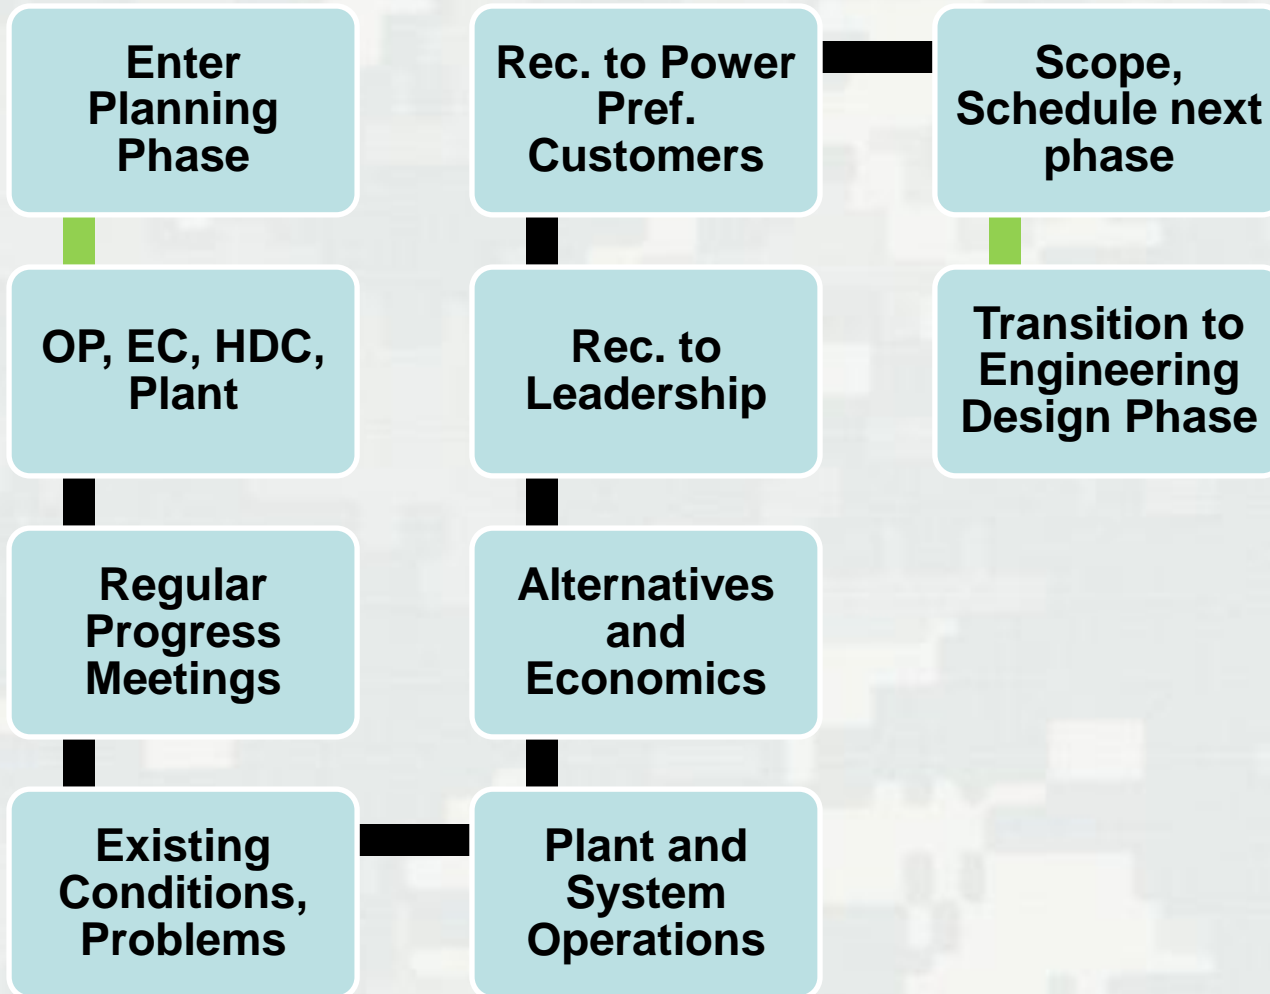 Enter
Planning
Phase
OP, EC, HDC,
Plant
Regular
Progress
Meetings
Existing
Conditions,
Problems
Plant and
System
Operations
Alternatives
and
Economics
Rec. to
Leadership
Rec. to Power
Pref.
Customers
Scope,
Schedule next
phase
Transition to
Engineering
Design Phase